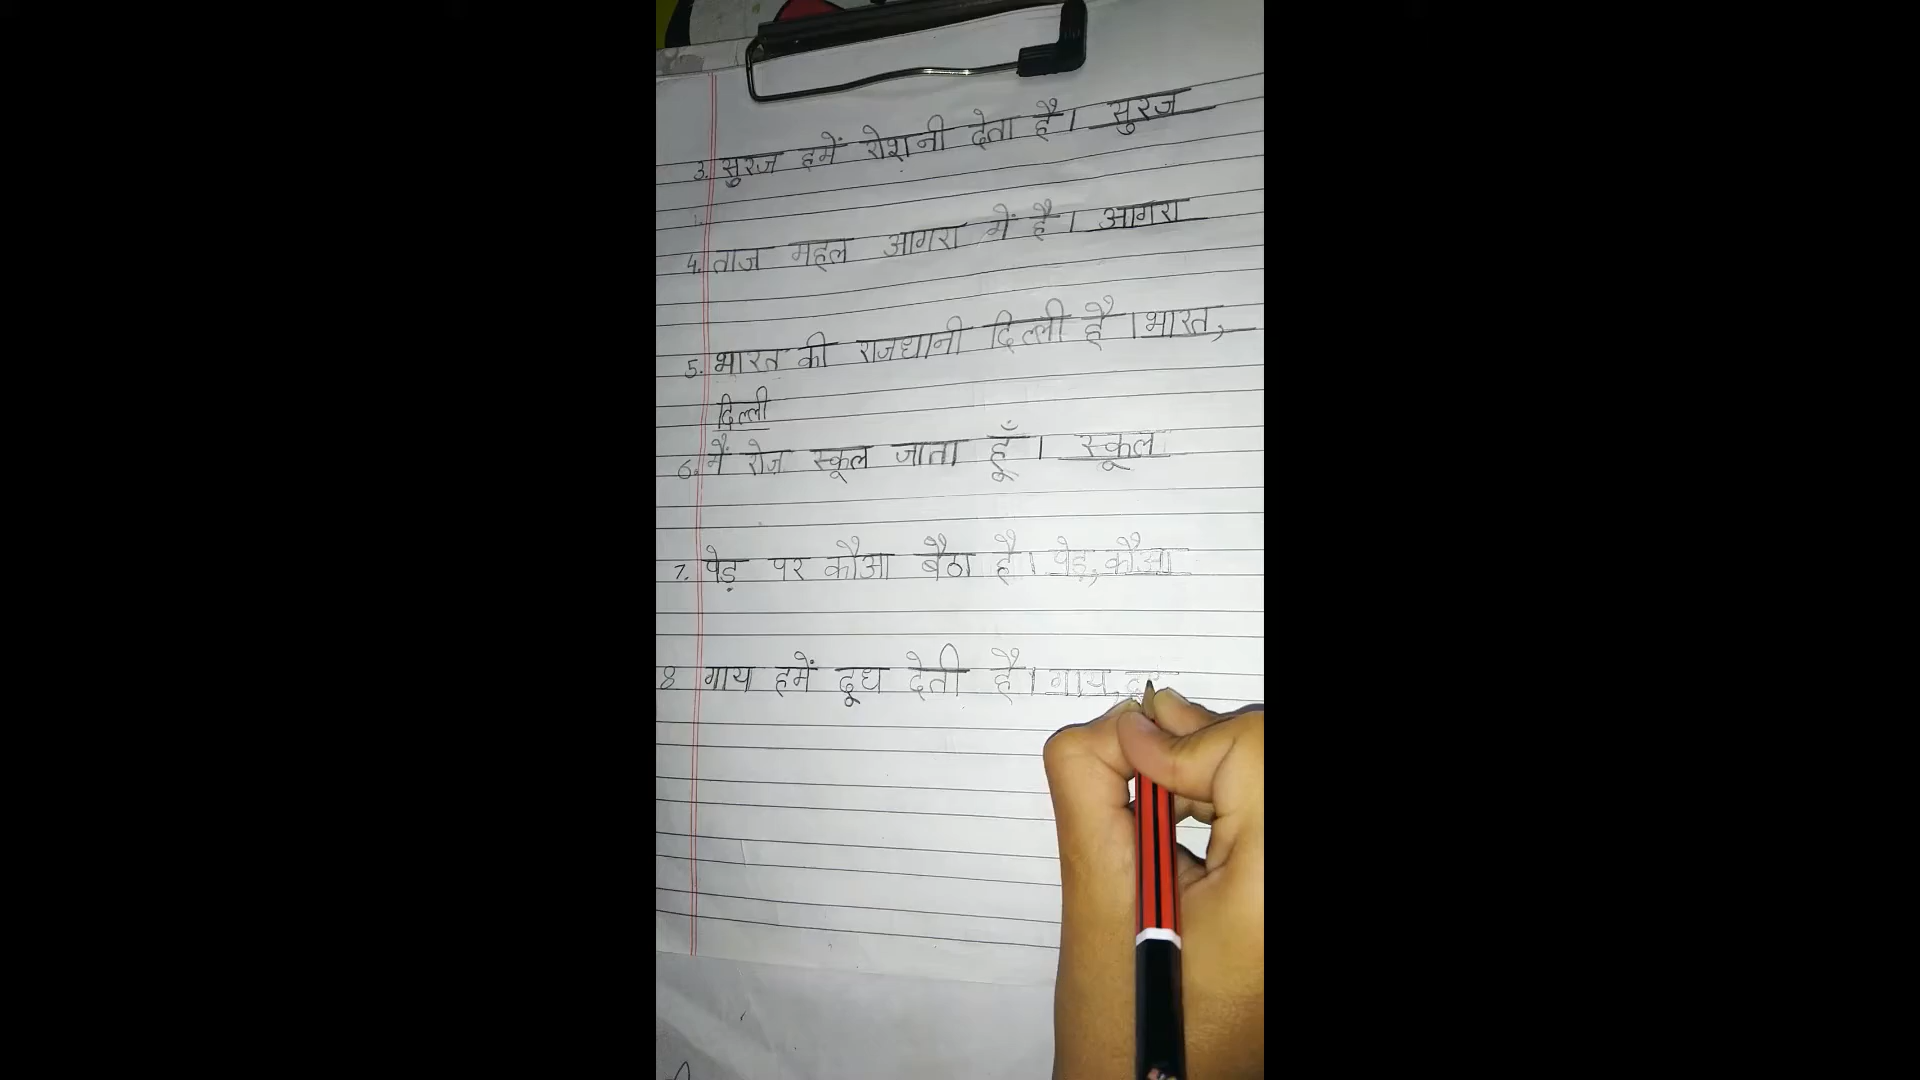 3. सुरज हमें रोशनी देता है। सुरज
4. ताज महल आगरा में है। आगरा
5. भारत की राजधानी दिल्ली है। भारत,
दिल्ली
6. मैं रोज़ स्कूल जाता हूँ। स्कूल
7. पेड़ पर कौआ बैठा है। पेड़, कौआ
8 गाय हमें दूध देती है। गाय,